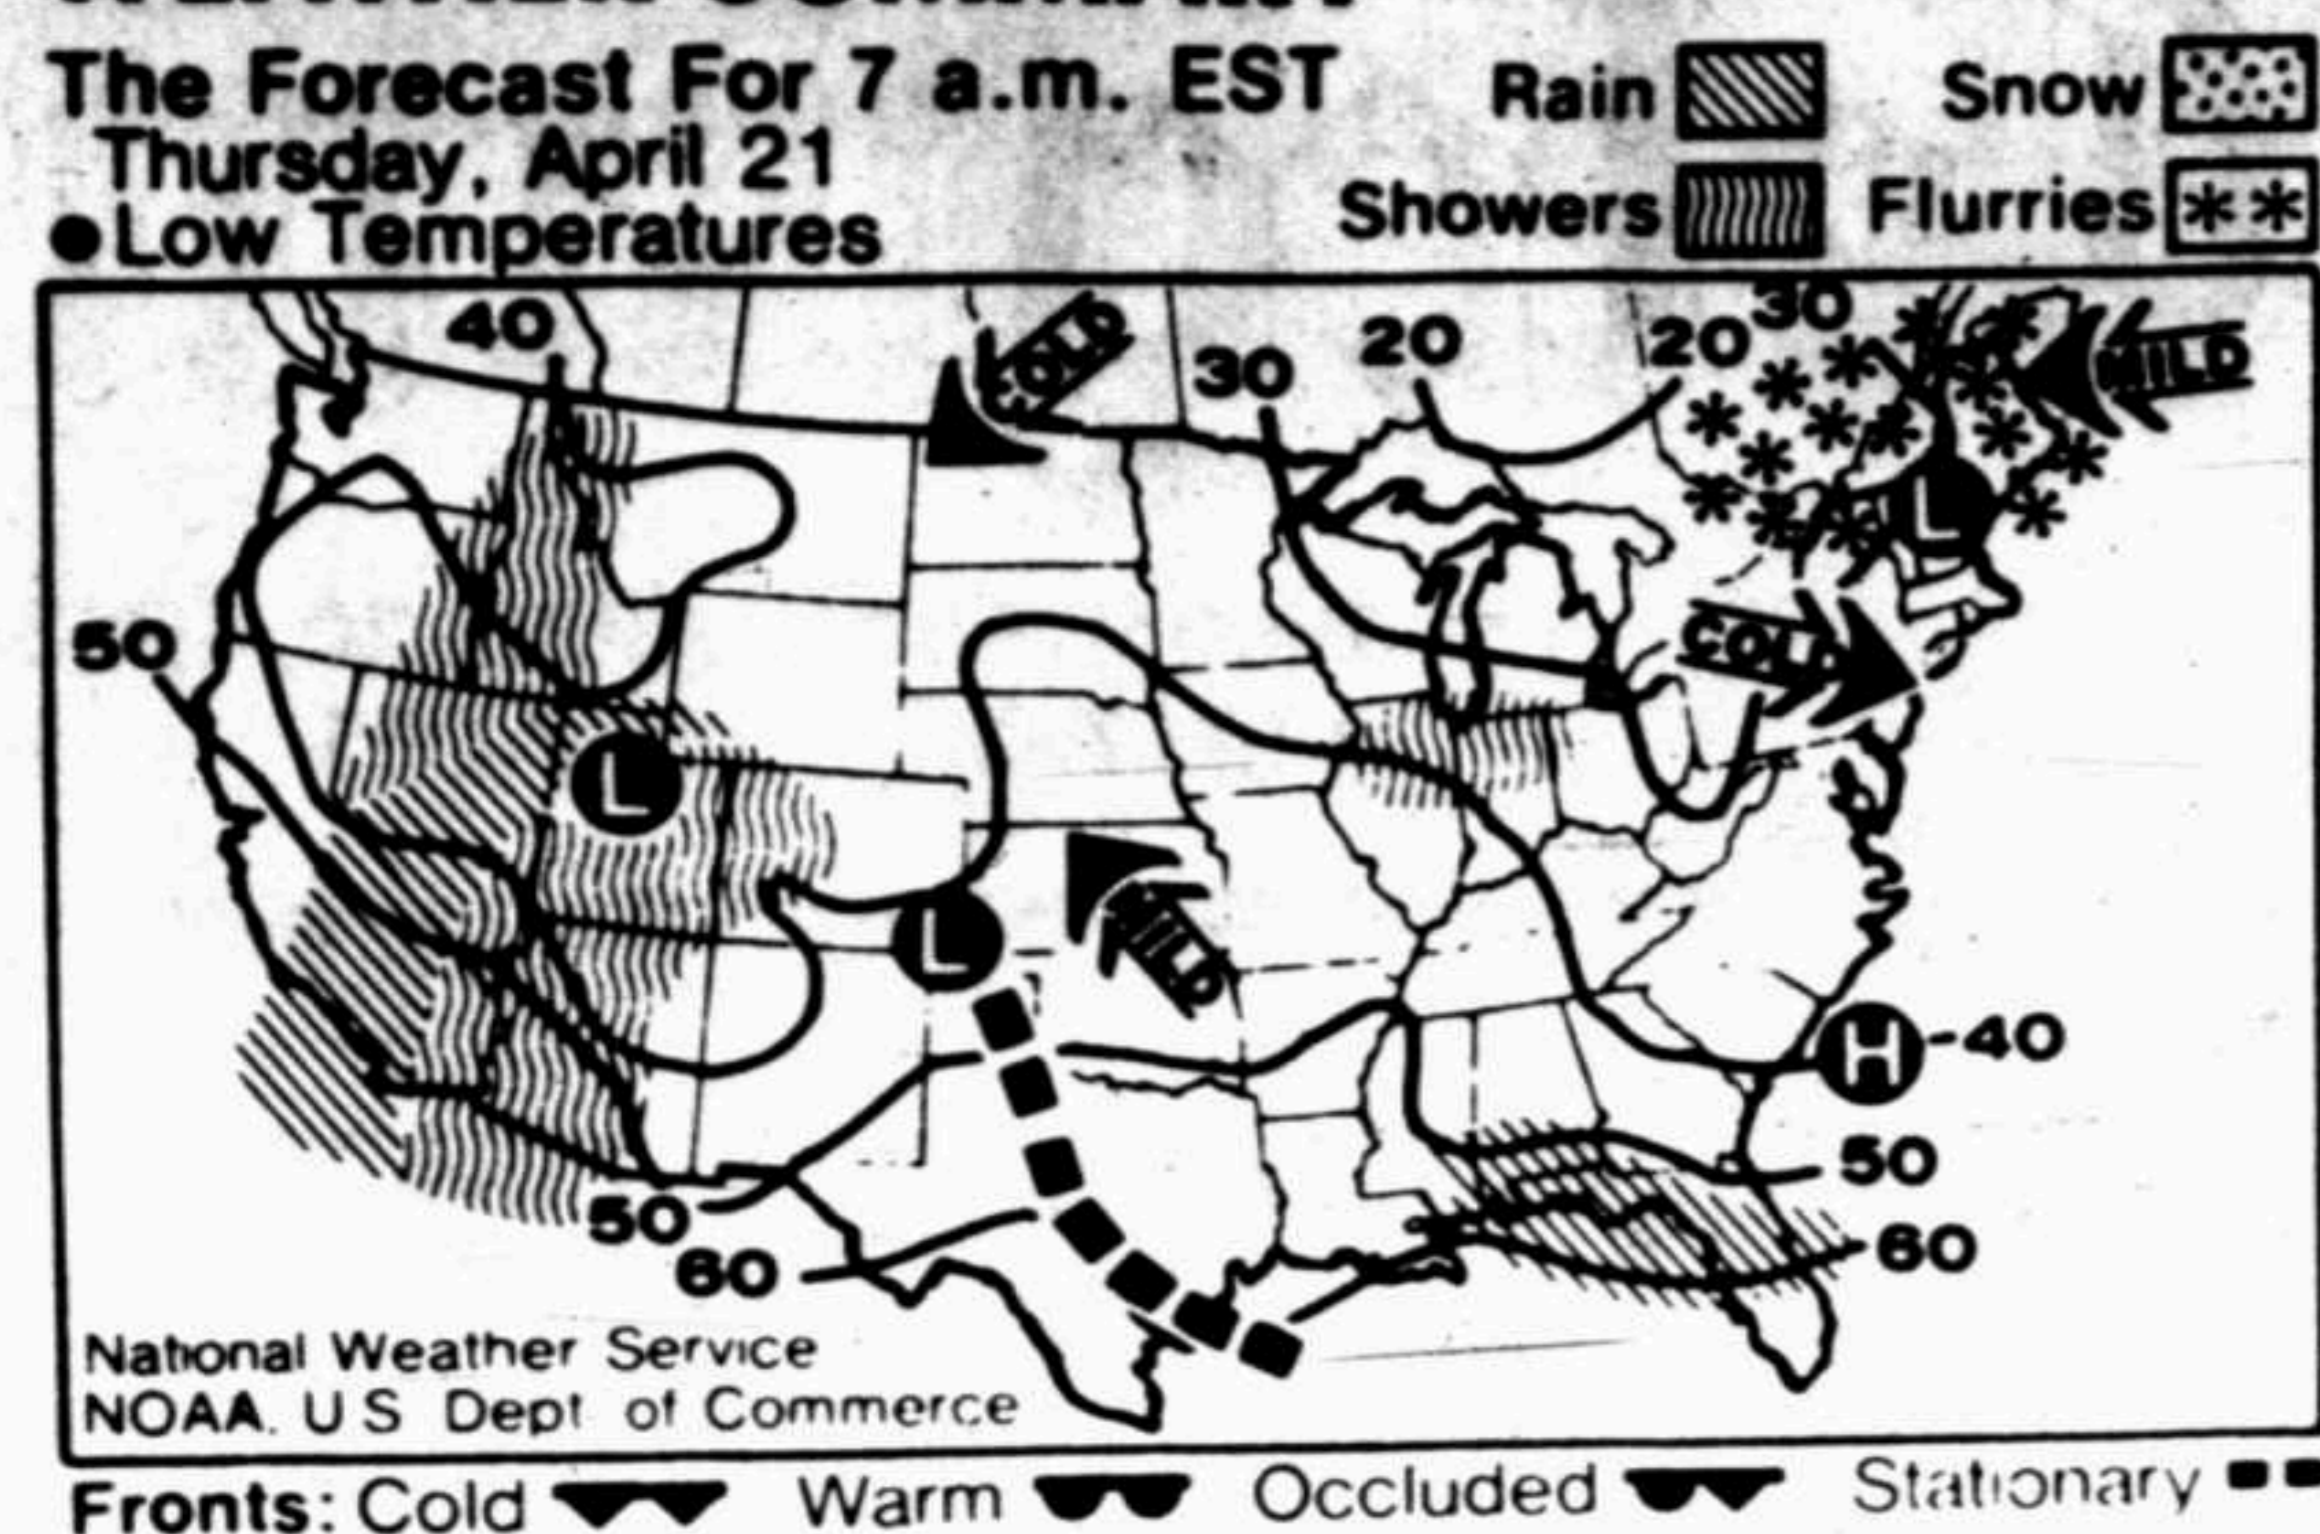 The Forecast For 7 a.m. EST
Thursday, April 21
●Low Temperatures
Rain
Snow
Showers
Flurries
40
COLD
30
20
20
30
MILD
L
50
COLD
L
L
MILD
H
-40
50
50
60
60
National Weather Service
NOAA. U S Dept of Commerce
Fronts: Cold
Warm
Occluded
Stationary